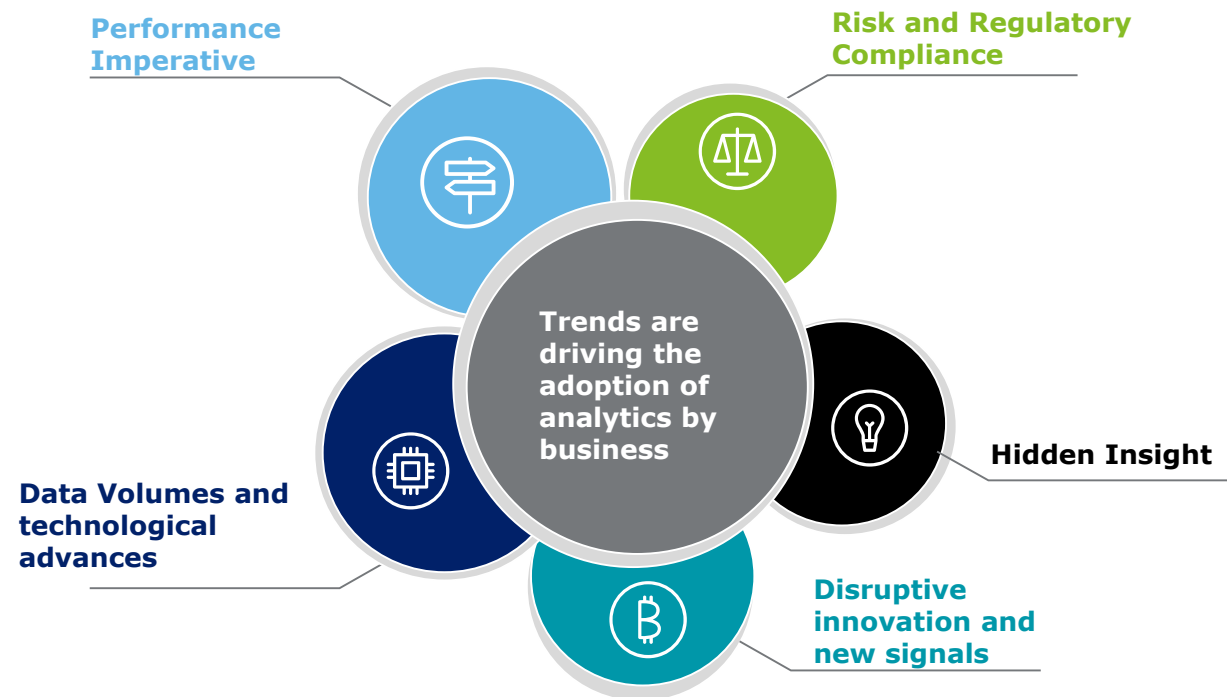 Performance
Imperative
Risk and Regulatory
Compliance
Trends are
driving the
adoption of
analytics by
business
Hidden Insight
Data Volumes and
technological
advances
Disruptive
innovation and
new signals